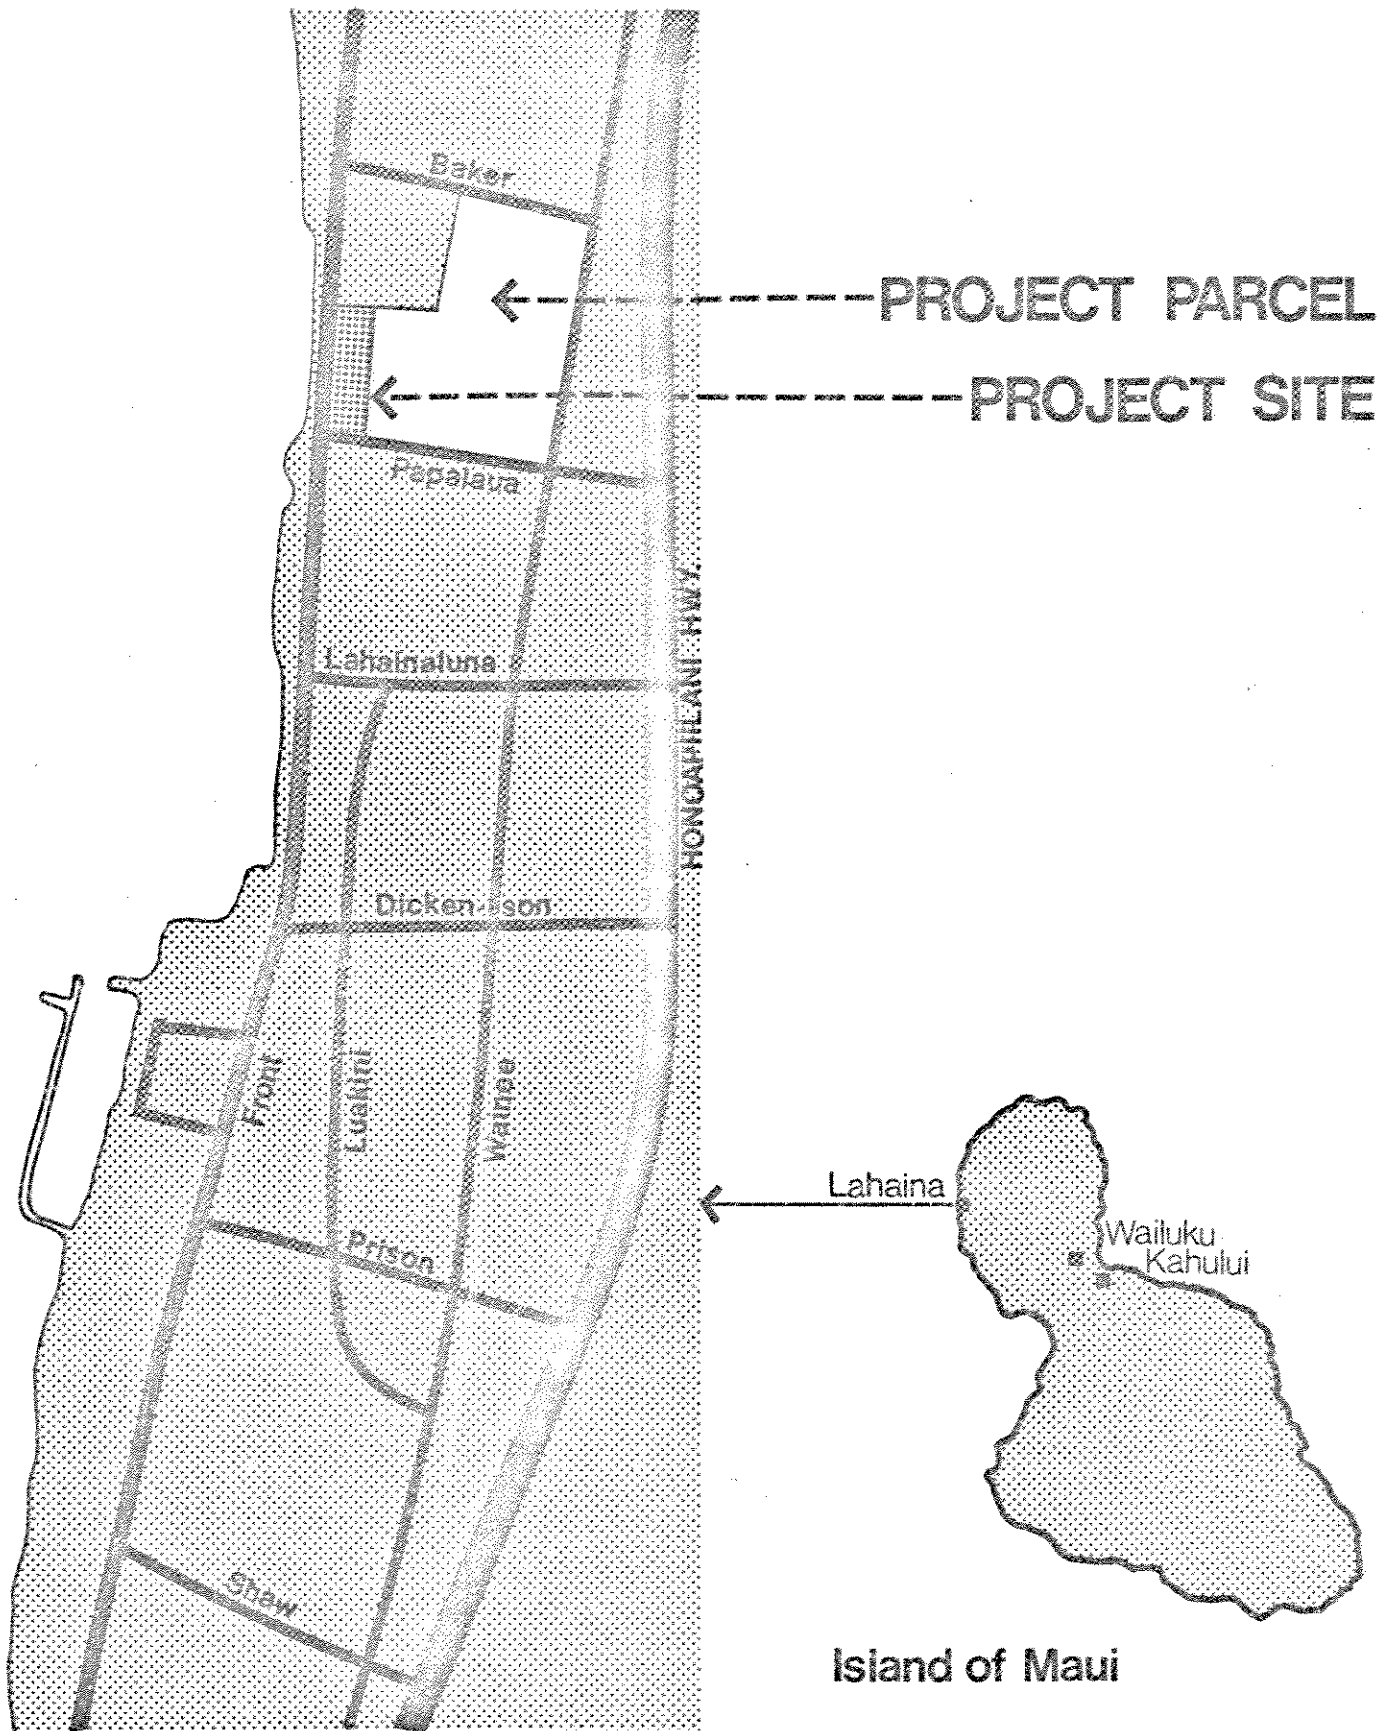 Baker
PROJECT PARCEL
PROJECT SITE
Papalaua
HONOAPIILANI HWY.
Lahainaluna
Dickenson
Front
Luakini
Wainee
Lahaina
Wailuku
Kahului
Prison
Shaw
Island of Maui